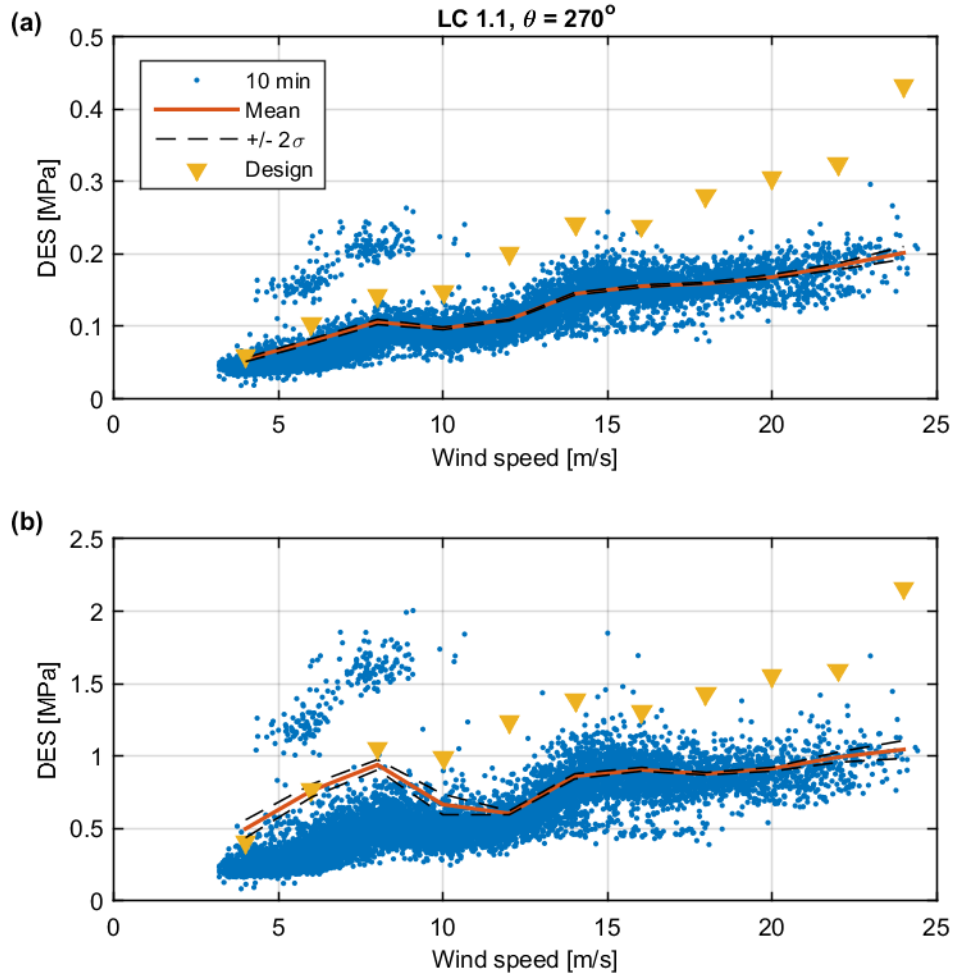 (a)
LC 1.1, θ = 270°
0.5
0.4
0.3
0.2
0.1
0
DES [MPa]
10 min
Mean
+/- 2σ
Design
0 5 10 15 20 25
Wind speed [m/s]
(b)
2.5
2
1.5
1
0.5
0
DES [MPa]
0 5 10 15 20 25
Wind speed [m/s]